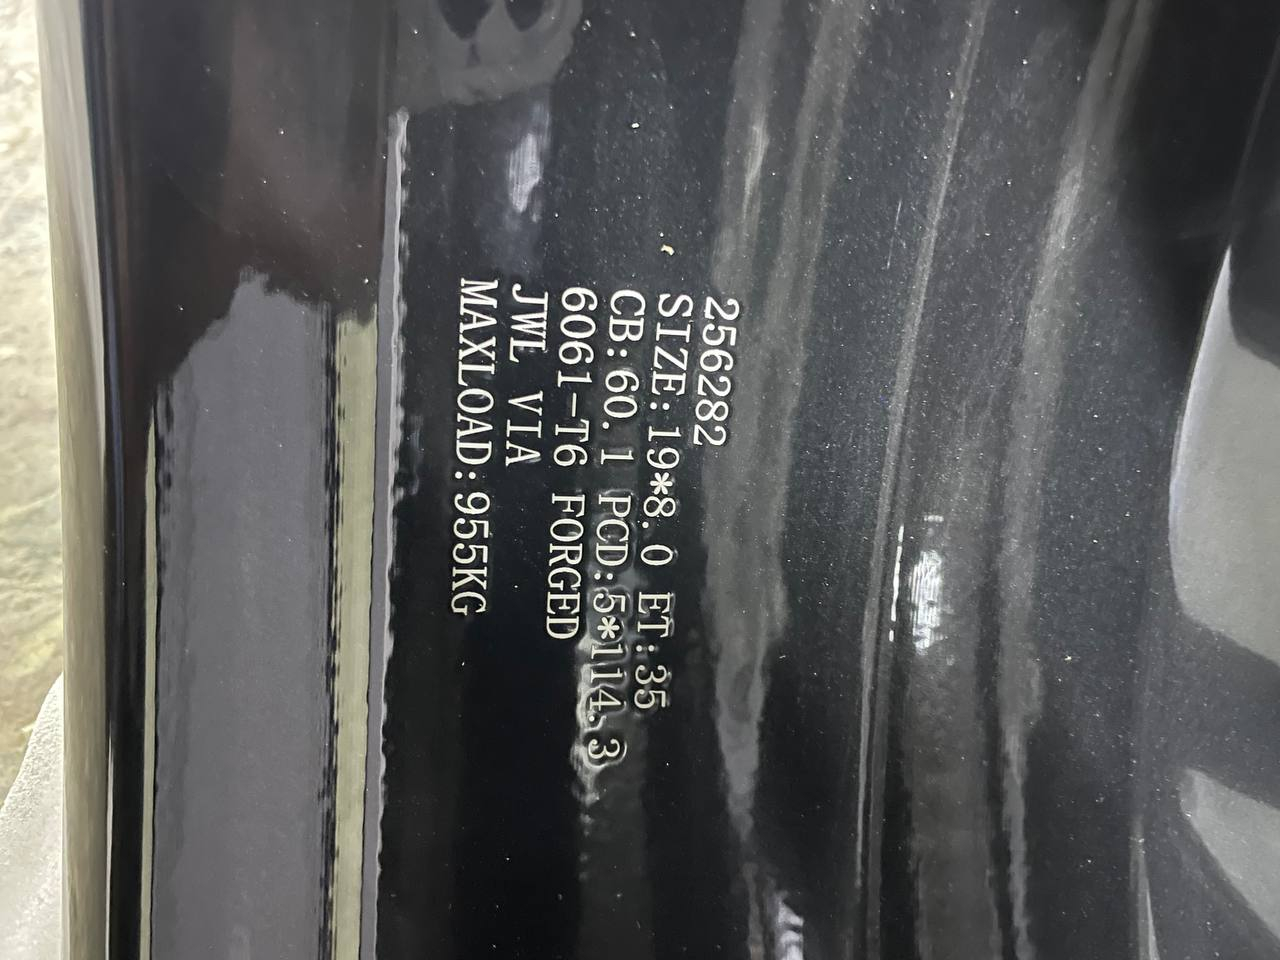 256282
SIZE:19*8.0 ET:35
CB:60.1 PCD:5*114.3
6061-T6 FORGED
JWL VIA
MAXLOAD:955KG